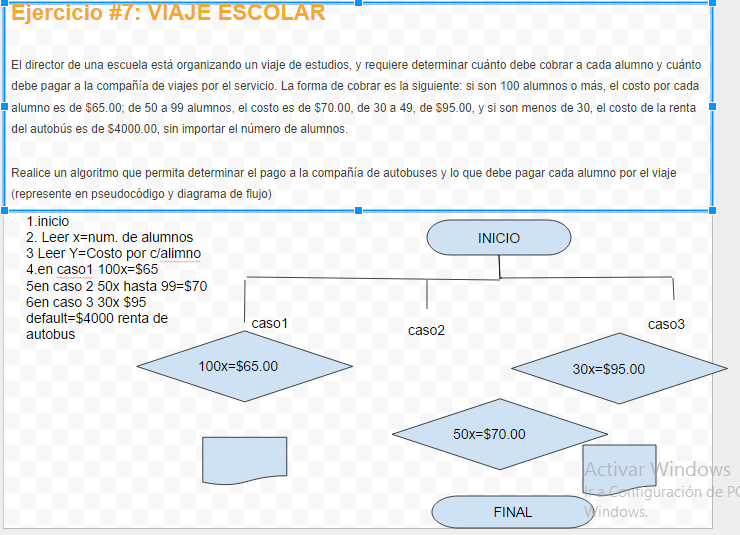 Ejercicio #7: VIAJE ESCOLAR
El director de una escuela está organizando un viaje de estudios, y requiere determinar cuánto debe cobrar a cada alumno y cuánto
debe pagar a la compañía de viajes por el servicio. La forma de cobrar es la siguiente: si son 100 alumnos o más, el costo por cada
alumno es de $65.00; de 50 a 99 alumnos, el costo es de $70.00, de 30 a 49, de $95.00, y si son menos de 30, el costo de la renta
del autobús es de $4000.00, sin importar el número de alumnos.
Realice un algoritmo que permita determinar el pago a la compañía de autobuses y lo que debe pagar cada alumno por el viaje
(represente en pseudocódigo y diagrama de flujo)
1.inicio
2. Leer x=num. de alumnos
3 Leer Y=Costo por c/alimno
4.en caso1 100x=$65
5en caso 2 50x hasta 99=$70
6en caso 3 30x $95
default=$4000 renta de
autobus
INICIO
caso1
caso2
caso3
100x=$65.00
30x=$95.00
50x=$70.00
FINAL
Activar Windows
Ir a Configuración de PC
Windows.